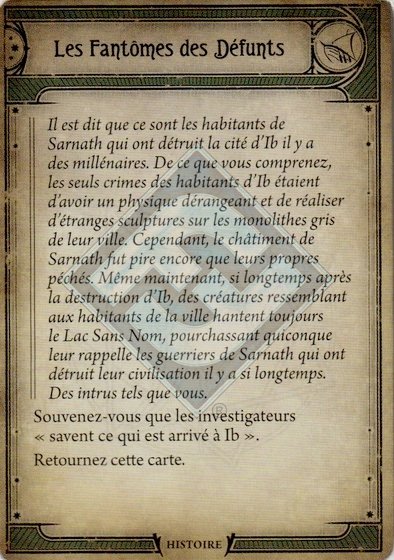 Les Fantômes des Défunts
Il est dit que ce sont les habitants de
Sarnath qui ont détruit la cité d'Ib il y a
des millénaires. De ce que vous comprenez,
les seuls crimes des habitants d'Ib étaient
d'avoir un physique dérangeant et de réaliser
d'étranges sculptures sur les monolithes gris
de leur ville. Cependant, le châtiment de
Sarnath fut pire encore que leurs propres
péchés. Même maintenant, si longtemps après
la destruction d'Ib, des créatures ressemblant
aux habitants de la ville hantent toujours
le Lac Sans Nom, pourchassant quiconque
leur rappelle les guerriers de Sarnath qui ont
détruit leur civilisation il y a si longtemps.
Des intrus tels que vous.
Souvenez-vous que les investigateurs
« savent ce qui est arrivé à Ib ».
Retournez cette carte.
®
HISTOIRE